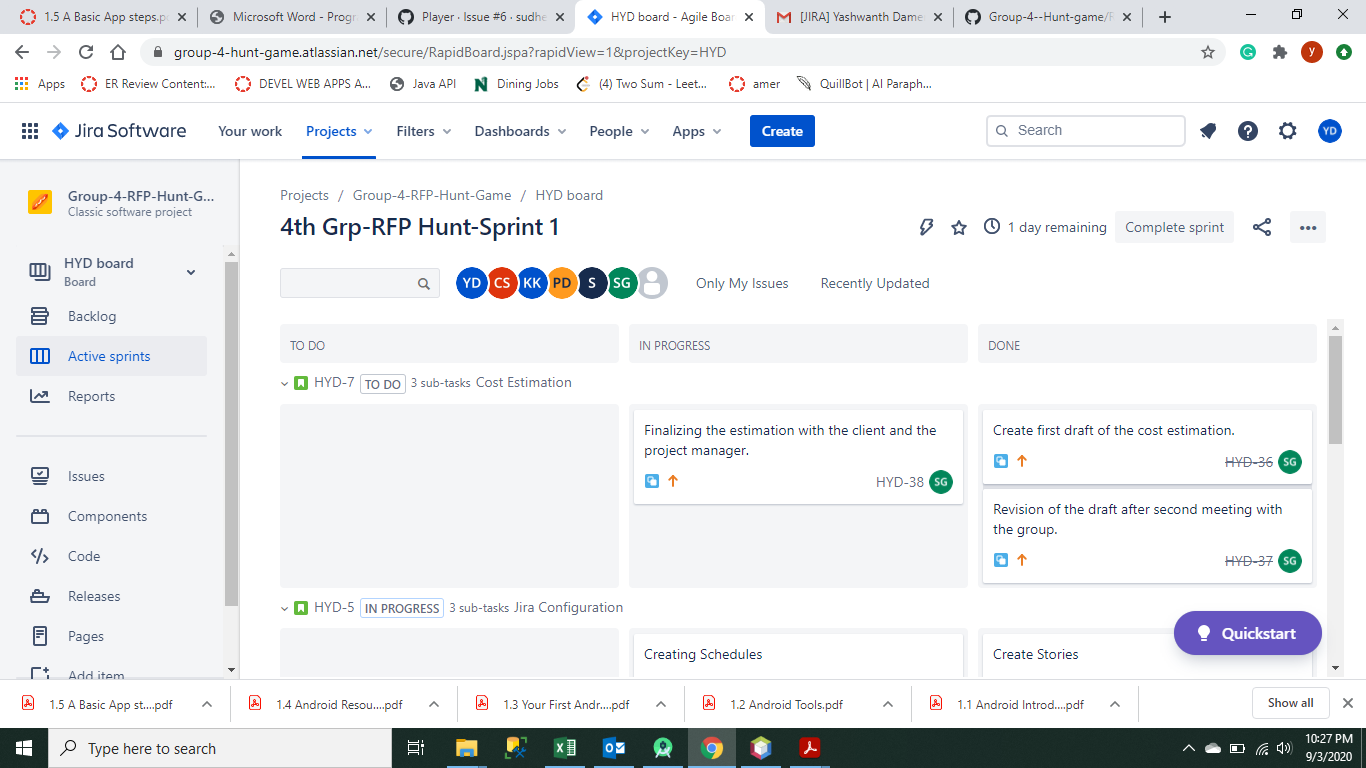 1.5 A Basic App steps.p
Microsoft Word - Progr
Player · Issue #6 · sudhe
HYD board - Agile Boar
[JIRA] Yashwanth Dame
Group-4--Hunt-game/R
group-4-hunt-game.atlassian.net/secure/RapidBoard.jspa?rapidView=1&projectKey=HYD
y
Apps
ER Review Content:...
DEVEL WEB APPS A...
Java API
Dining Jobs
(4) Two Sum - Leet...
amer
QuillBot | AI Paraph...
Jira Software
Your work
Projects
Filters
Dashboards
People
Apps
Create
Search
YD
Group-4-RFP-Hunt-G...
Classic software project
HYD board
Board
Backlog
Active sprints
Reports
Issues
Components
Code
Releases
Pages
Add item
Projects / Group-4-RFP-Hunt-Game / HYD board
4th Grp-RFP Hunt-Sprint 1
1 day remaining
Complete sprint
YD CS KK PD S SG
Only My Issues
Recently Updated
TO DO
IN PROGRESS
DONE
HYD-7 TO DO 3 sub-tasks Cost Estimation
Finalizing the estimation with the client and the
project manager.
HYD-38 SG
Create first draft of the cost estimation.
HYD-36 SG
Revision of the draft after second meeting with
the group.
HYD-37 SG
HYD-5 IN PROGRESS 3 sub-tasks Jira Configuration
Creating Schedules
Create Stories
Quickstart
1.5 A Basic App st....pdf
1.4 Android Resou....pdf
1.3 Your First Andr....pdf
1.2 Android Tools.pdf
1.1 Android Introd....pdf
Show all
Type here to search
10:27 PM
9/3/2020